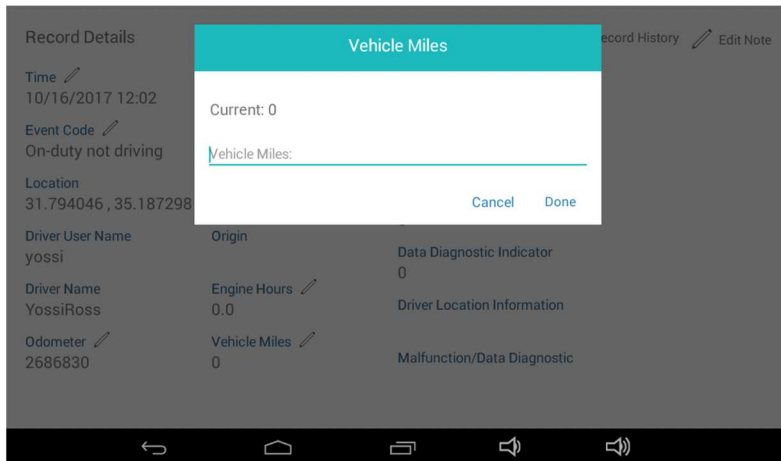 Record Details
ecord History
Edit Note
Vehicle Miles
Current: 0
Vehicle Miles:
Cancel
Done
Time
10/16/2017 12:02
Event Code
On-duty not driving
Location
31.794046 , 35.187298
Driver User Name
yossi
Driver Name
YossiRoss
Odometer
2686830
Origin
Engine Hours
0.0
Vehicle Miles
0
Data Diagnostic Indicator
0
Driver Location Information
Malfunction/Data Diagnostic